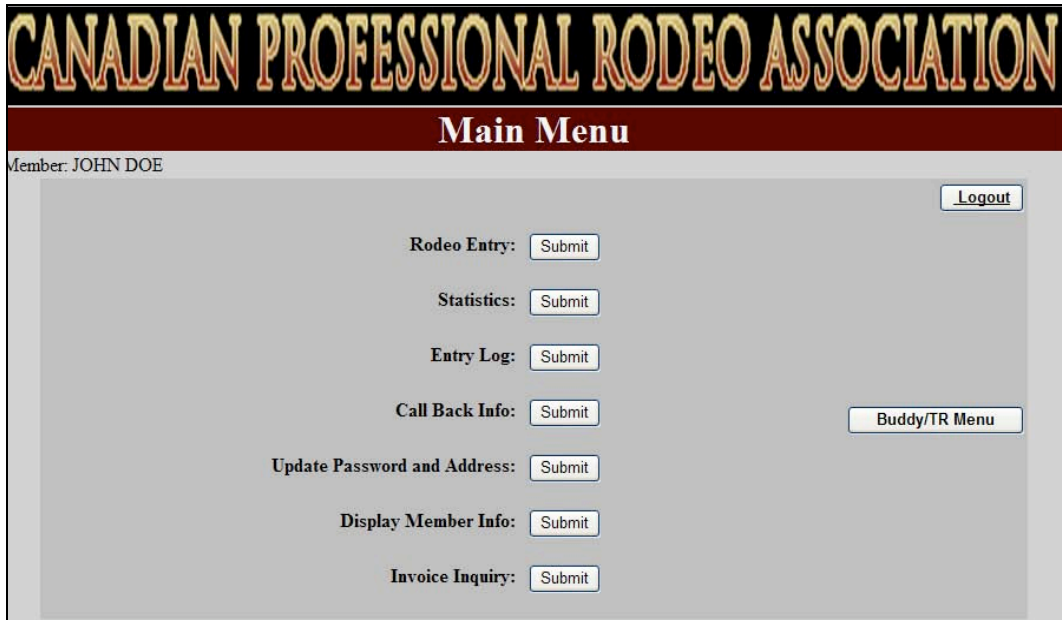 CANADIAN PROFESSIONAL RODEO ASSOCIATION
Main Menu
Member: JOHN DOE
Logout
Rodeo Entry: Submit
Statistics: Submit
Entry Log: Submit
Call Back Info: Submit
Buddy/TR Menu
Update Password and Address: Submit
Display Member Info: Submit
Invoice Inquiry: Submit